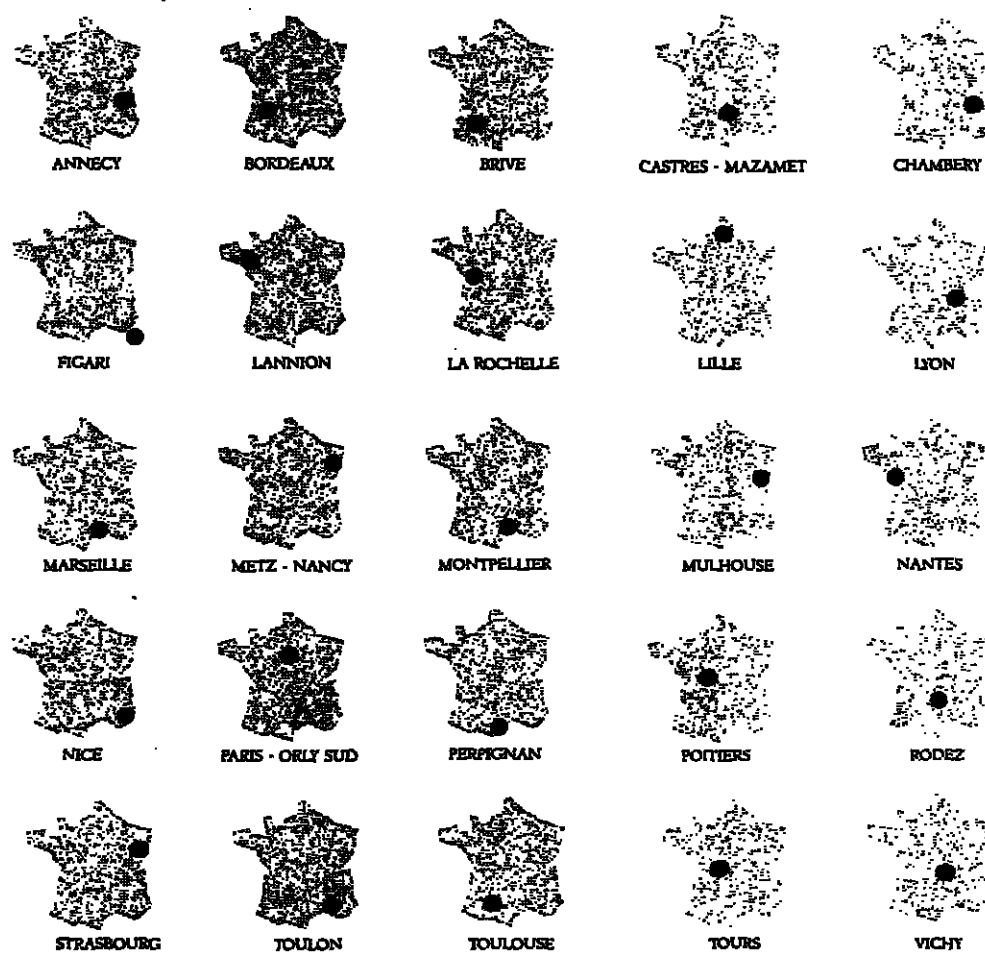 ANNECY BORDEAUX BRIVE CASTRES - MAZAMET CHAMBERY
FIGARI LANNION LA ROCHELLE LILLE LYON
MARSEILLE METZ - NANCY MONTPELLIER MULHOUSE NANTES
NICE PARIS - ORLY SUD PERPIGNAN POITIERS RODEZ
STRASBOURG TOULON TOULOUSE TOURS VICHY